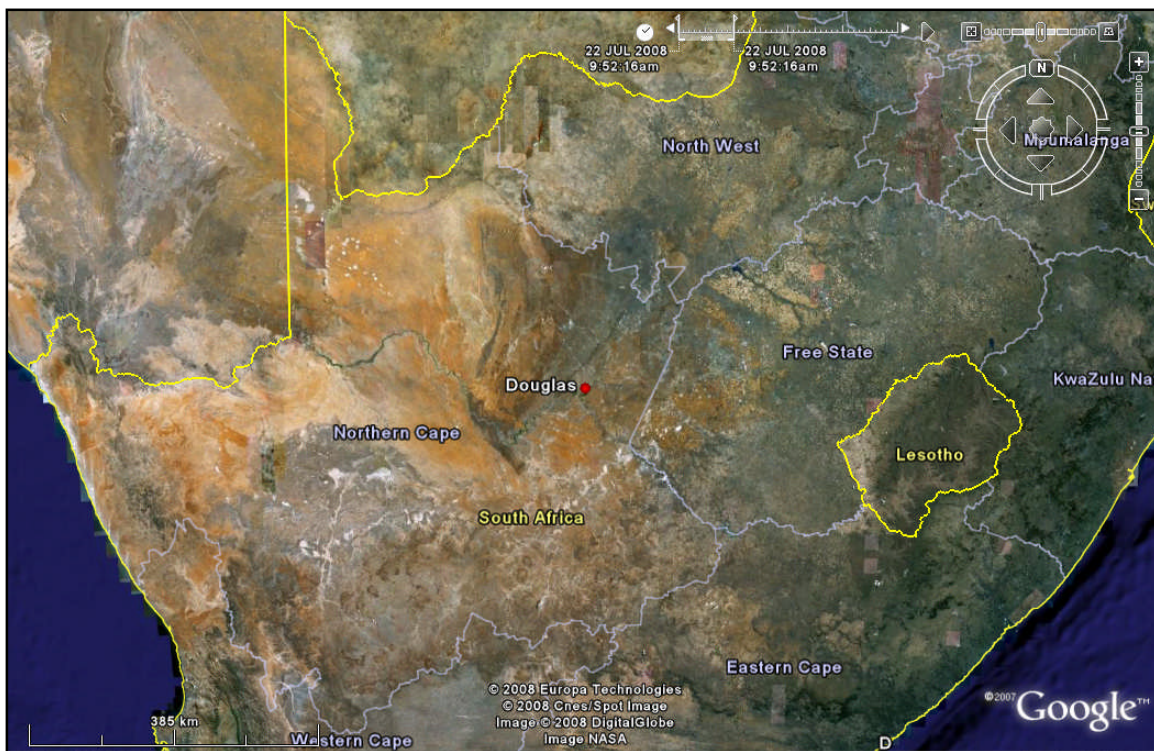 22 JUL 2008
9:52:16am
22 JUL 2008
9:52:16am
N
North West
Mpumalanga
Free State
KwaZulu Na
Douglas
Northern Cape
Lesotho
South Africa
Eastern Cape
© 2008 Europa Technologies
© 2008 Cnes/Spot Image
Image © 2008 DigitalGlobe
Image NASA
©2007 Google™
385 km
Western Cape
D